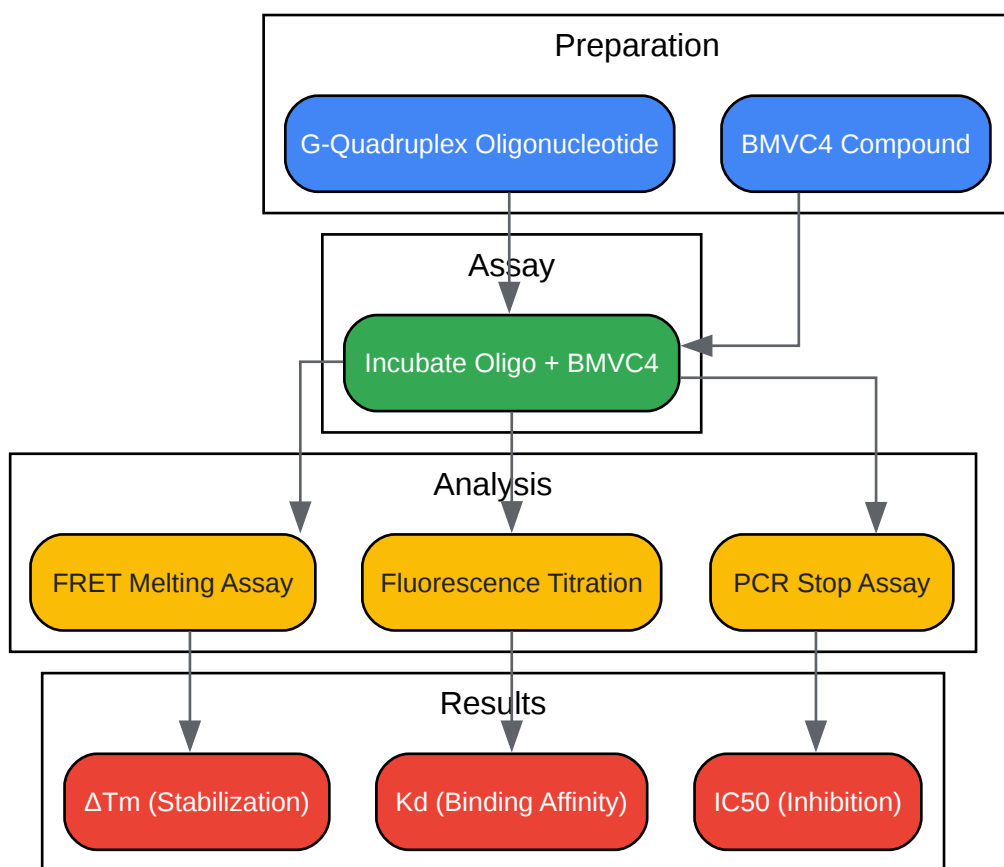 Preparation
G-Quadruplex Oligonucleotide
BMVC4 Compound
Assay
Incubate Oligo + BMVC4
Analysis
FRET Melting Assay
Fluorescence Titration
PCR Stop Assay
Results
ΔTm (Stabilization)
Kd (Binding Affinity)
IC50 (Inhibition)